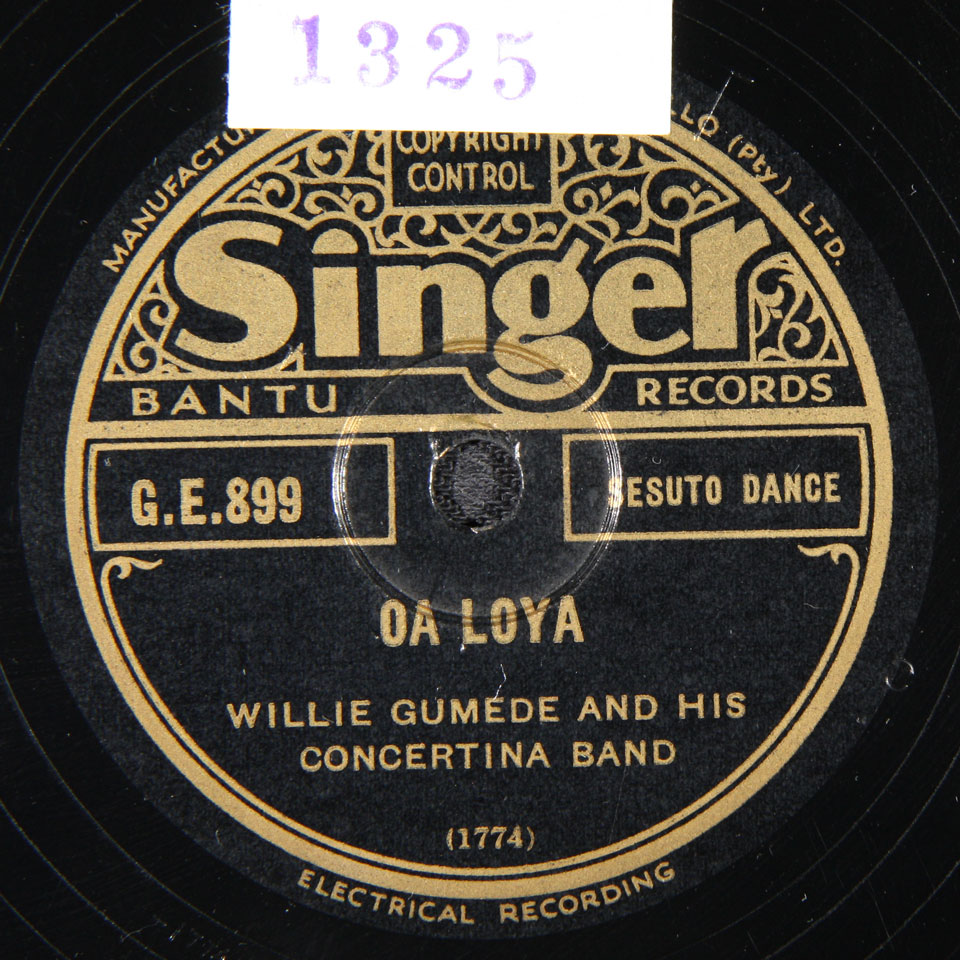 1325
MANUFACTU
LLO (Pty) LTD.
COPYRIGHT
CONTROL
Singer
BANTU RECORDS
G.E.899
SESUTO DANCE
OA LOYA
WILLIE GUMEDE AND HIS
CONCERTINA BAND
(1774)
ELECTRICAL RECORDING